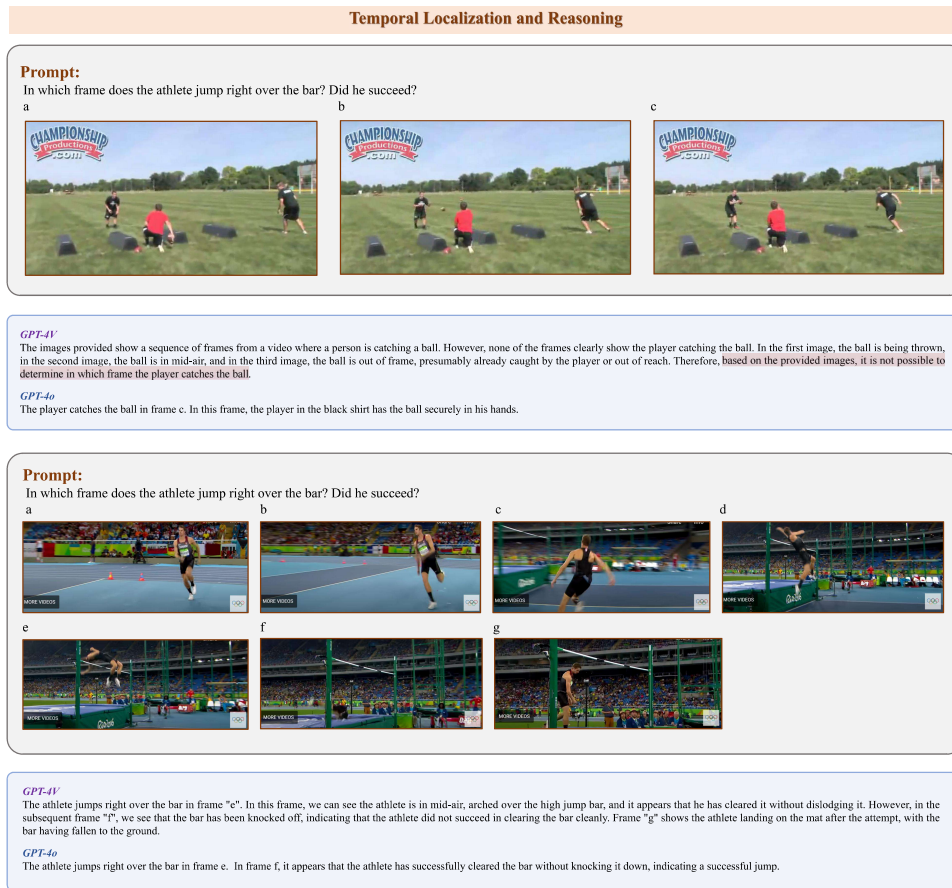 Temporal Localization and Reasoning
Prompt:
In which frame does the athlete jump right over the bar? Did he succeed?
a b c
CHAMPIONSHIP Productions .com CHAMPIONSHIP Productions .com CHAMPIONSHIP Productions .com
GPT-4V
The images provided show a sequence of frames from a video where a person is catching a ball. However, none of the frames clearly show the player catching the ball. In the first image, the ball is being thrown,
in the second image, the ball is in mid-air, and in the third image, the ball is out of frame, presumably already caught by the player or out of reach. Therefore, based on the provided images, it is not possible to
determine in which frame the player catches the ball.
GPT-4o
The player catches the ball in frame c. In this frame, the player in the black shirt has the ball securely in his hands.
Prompt:
In which frame does the athlete jump right over the bar? Did he succeed?
a b c d
MORE VIDEOS MORE VIDEOS MORE VIDEOS MORE VIDEOS
e f g
MORE VIDEOS MORE VIDEOS MORE VIDEOS
GPT-4V
The athlete jumps right over the bar in frame "e". In this frame, we can see the athlete is in mid-air, arched over the high jump bar, and it appears that he has cleared it without dislodging it. However, in the
subsequent frame "f", we see that the bar has been knocked off, indicating that the athlete did not succeed in clearing the bar cleanly. Frame "g" shows the athlete landing on the mat after the attempt, with the
bar having fallen to the ground.
GPT-4o
The athlete jumps right over the bar in frame e. In frame f, it appears that the athlete has successfully cleared the bar without knocking it down, indicating a successful jump.